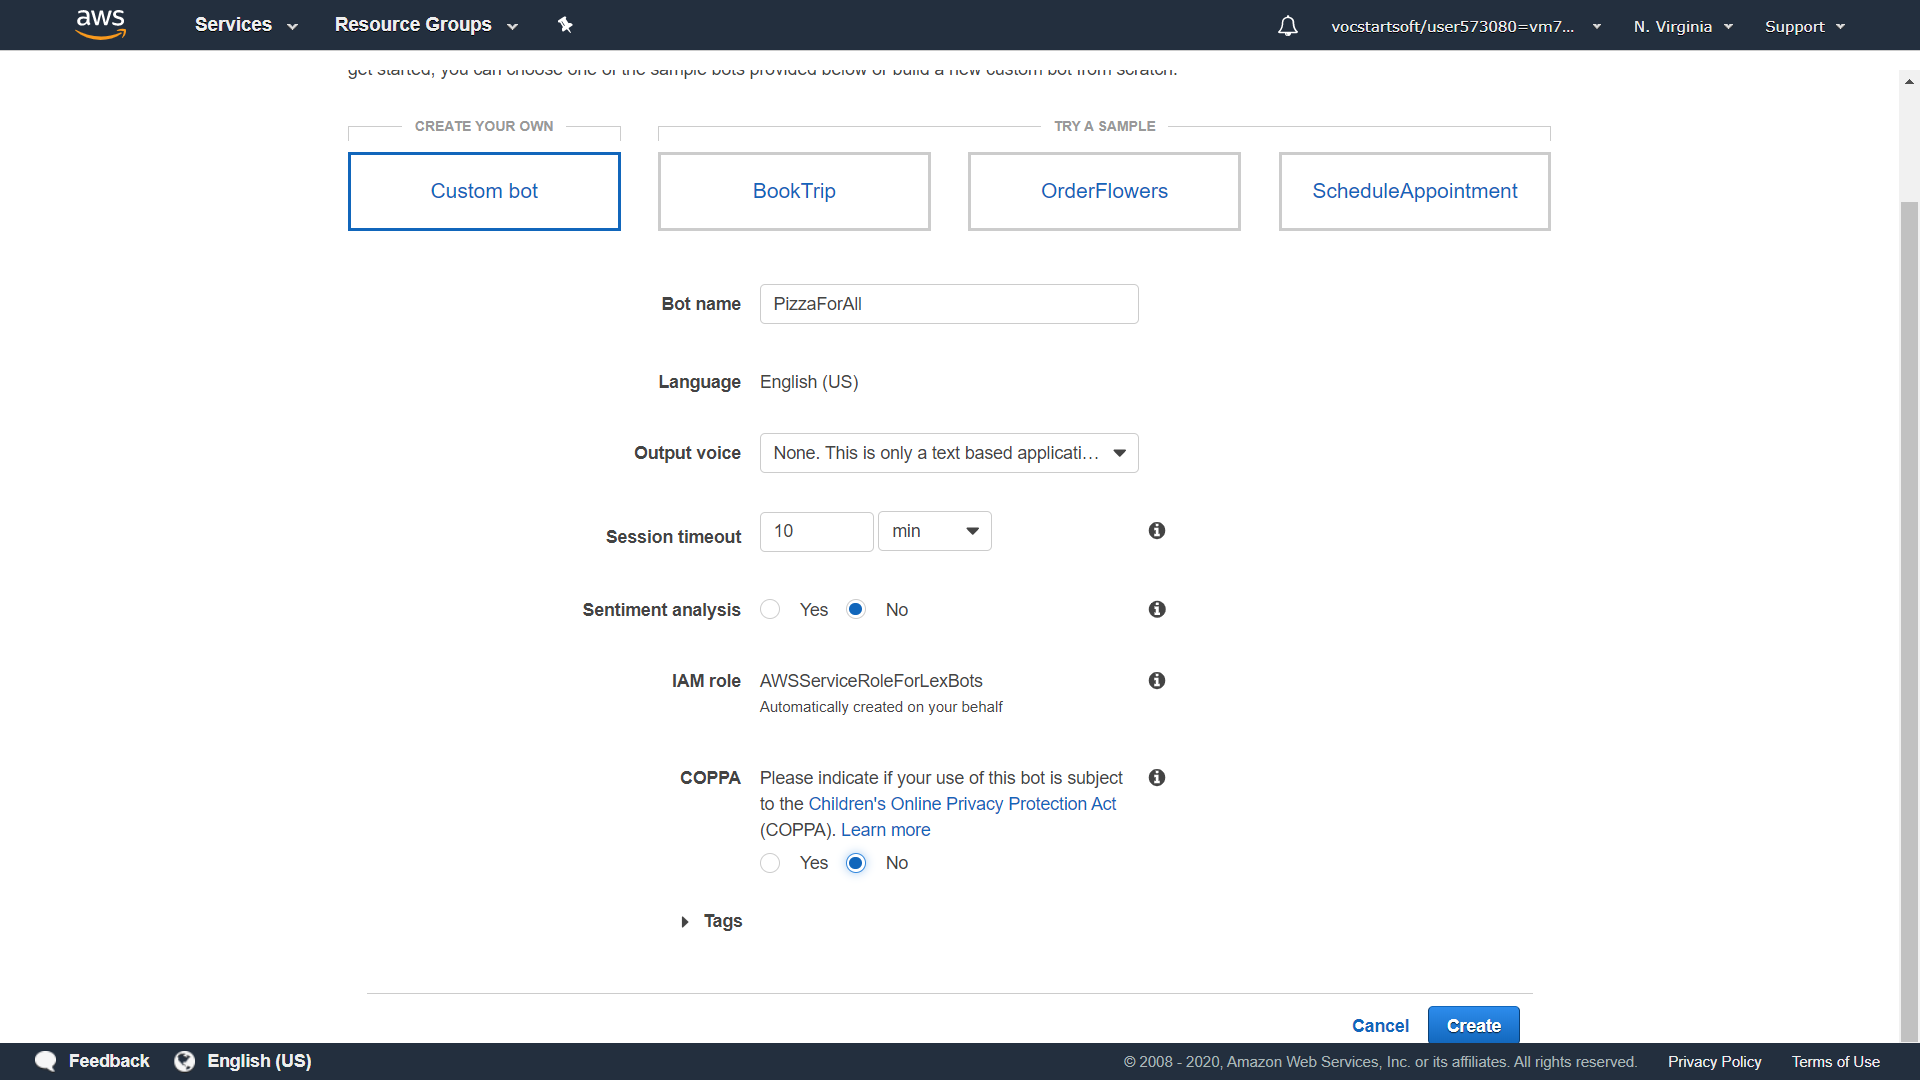 aws
Services
Resource Groups
vocstartsoft/user573080=vm7...
N. Virginia
Support
get started, you can choose one of the sample bots provided below or build a new custom bot from scratch.
CREATE YOUR OWN
TRY A SAMPLE
Custom bot
BookTrip
OrderFlowers
ScheduleAppointment
Bot name
PizzaForAll
Language
English (US)
Output voice
None. This is only a text based applicati...
Session timeout
10
min
Sentiment analysis
Yes
No
IAM role
AWSServiceRoleForLexBots
Automatically created on your behalf
COPPA
Please indicate if your use of this bot is subject
to the Children's Online Privacy Protection Act
(COPPA). Learn more
Yes
No
Tags
Cancel
Create
Feedback
English (US)
© 2008 - 2020, Amazon Web Services, Inc. or its affiliates. All rights reserved.
Privacy Policy
Terms of Use